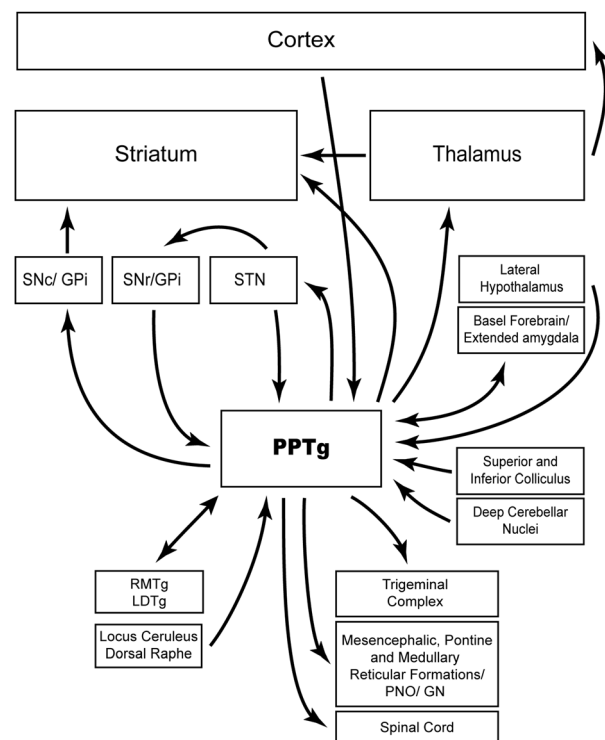 Cortex
Striatum
Thalamus
SNc/ GPi
SNr/GPi
STN
Lateral
Hypothalamus
Basel Forebrain/
Extended amygdala
PPTg
Superior and
Inferior Colliculus
Deep Cerebellar
Nuclei
RMTg
LDTg
Locus Ceruleus
Dorsal Raphe
Trigeminal
Complex
Mesencephalic, Pontine
and Medullary
Reticular Formations/
PNO/ GN
Spinal Cord